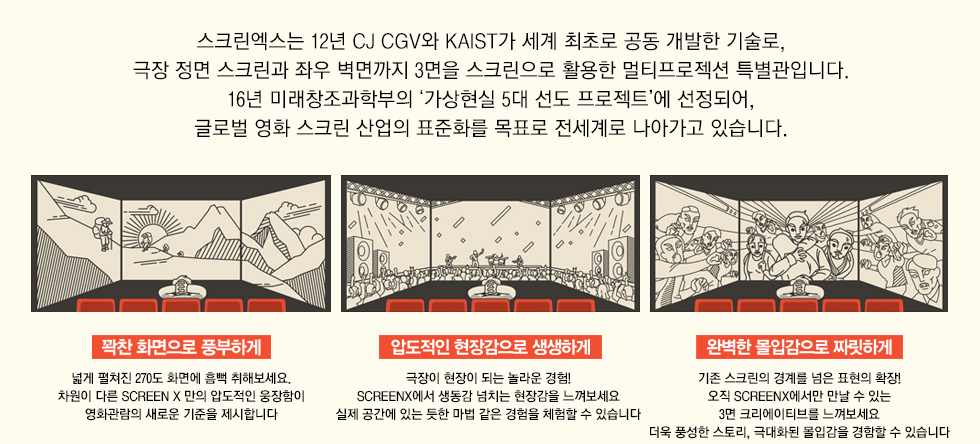 스크린엑스는 12년 CJ CGV와 KAIST가 세계 최초로 공동 개발한 기술로,
극장 정면 스크린과 좌우 벽면까지 3면을 스크린으로 활용한 멀티프로젝션 특별관입니다.
16년 미래창조과학부의 '가상현실 5대 선도 프로젝트'에 선정되어,
글로벌 영화 스크린 산업의 표준화를 목표로 전세계로 나아가고 있습니다.
꽉찬 화면으로 풍부하게
넓게 펼쳐진 270도 화면에 흠뻑 취해보세요.
차원이 다른 SCREEN X 만의 압도적인 웅장함이
영화관람의 새로운 기준을 제시합니다
압도적인 현장감으로 생생하게
극장이 현장이 되는 놀라운 경험!
SCREENX에서 생동감 넘치는 현장감을 느껴보세요
실제 공간에 있는 듯한 마법 같은 경험을 체험할 수 있습니다
완벽한 몰입감으로 짜릿하게
기존 스크린의 경계를 넘은 표현의 확장!
오직 SCREENX에서만 만날 수 있는
3면 크리에이티브를 느껴보세요
더욱 풍성한 스토리, 극대화된 몰입감을 경함할 수 있습니다